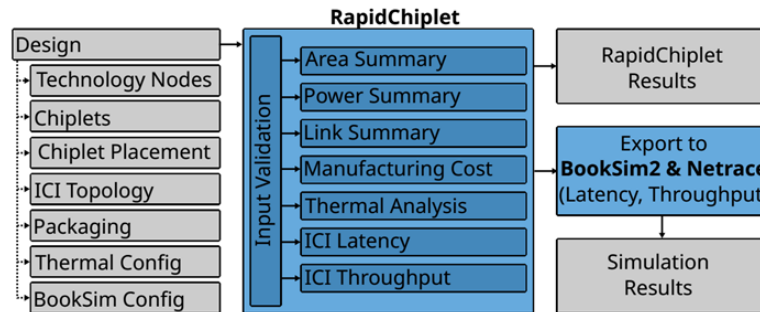 RapidChiplet
Design
Technology Nodes
Chiplets
Chiplet Placement
ICI Topology
Packaging
Thermal Config
BookSim Config
Input Validation
Area Summary
Power Summary
Link Summary
Manufacturing Cost
Thermal Analysis
ICI Latency
ICI Throughput
RapidChiplet
Results
Export to
BookSim2 & Netrace
(Latency, Throughput
Simulation
Results